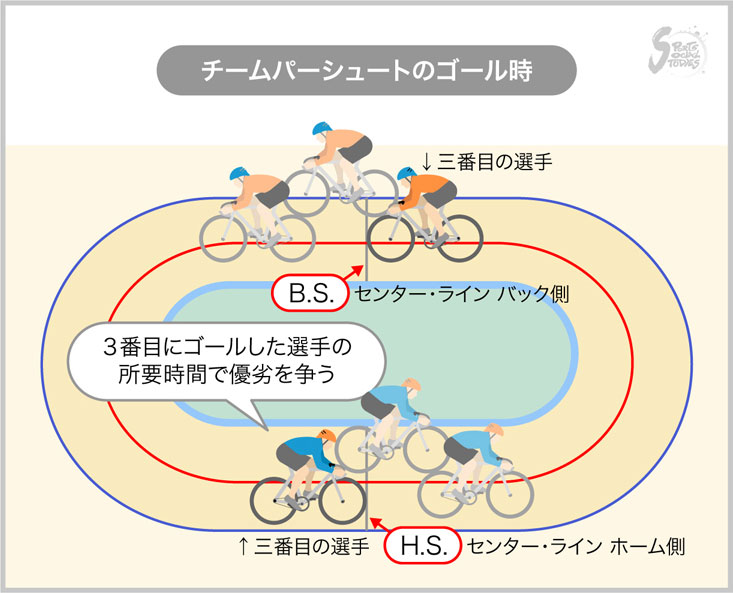 SPORTS
SOCIAL
STUDIES
チームパーシュートのゴール時
↓三番目の選手
B.S. センター・ライン バック側
3番目にゴールした選手の
所要時間で優劣を争う
↑三番目の選手
H.S. センター・ライン ホーム側